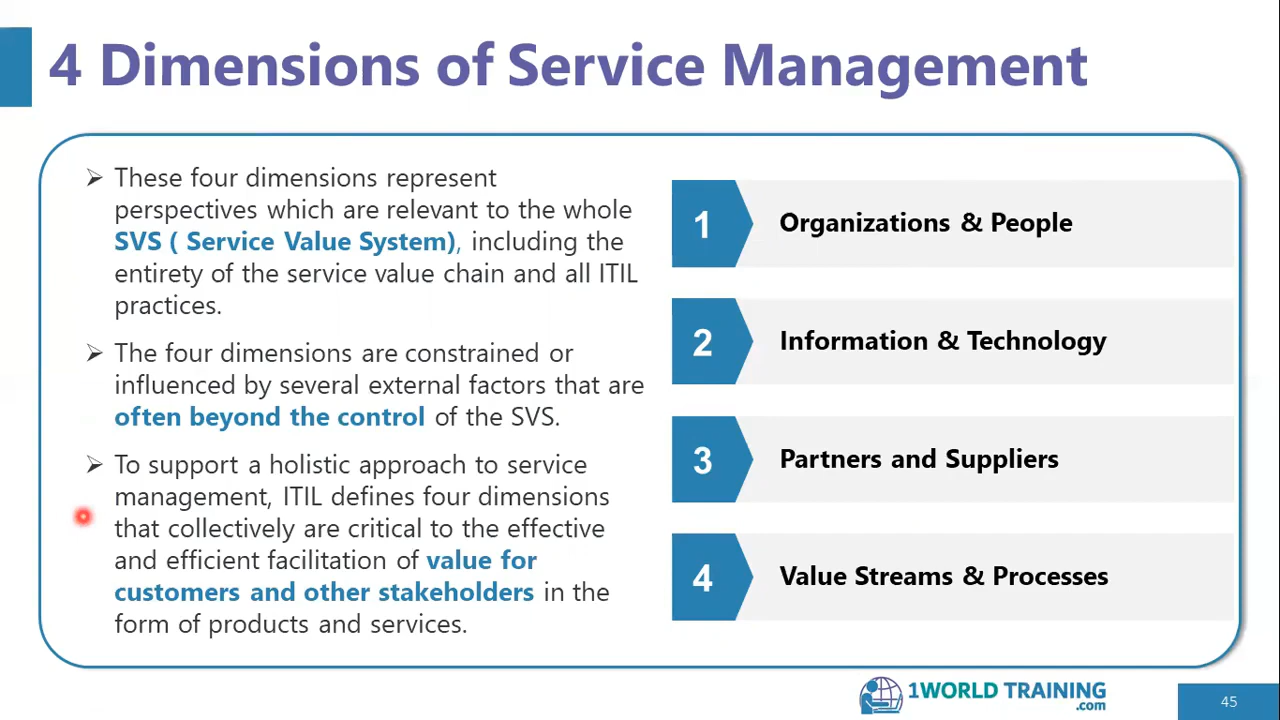 4 Dimensions of Service Management
These four dimensions represent
perspectives which are relevant to the whole
SVS ( Service Value System), including the
entirety of the service value chain and all ITIL
practices.
The four dimensions are constrained or
influenced by several external factors that are
often beyond the control of the SVS.
To support a holistic approach to service
management, ITIL defines four dimensions
that collectively are critical to the effective
and efficient facilitation of value for
customers and other stakeholders in the
form of products and services.
1 Organizations & People
2 Information & Technology
3 Partners and Suppliers
4 Value Streams & Processes
1WORLD TRAINING
.com
45